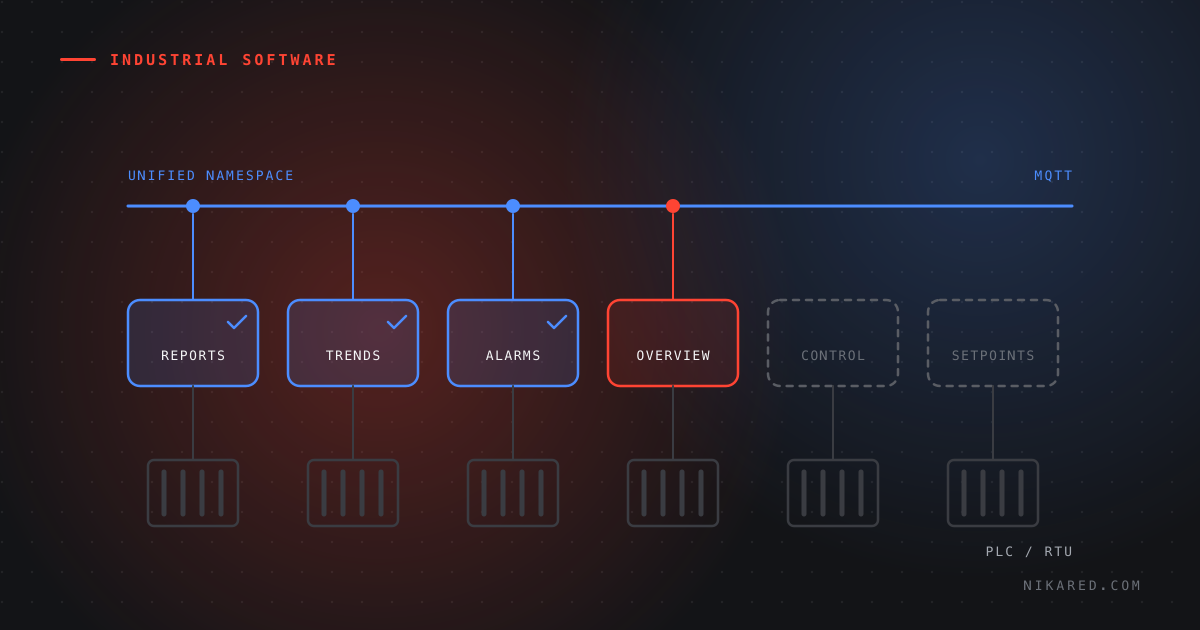 INDUSTRIAL SOFTWARE
UNIFIED NAMESPACE
MQTT
REPORTS
TRENDS
ALARMS
OVERVIEW
CONTROL
SETPOINTS
PLC / RTU
NIKARED.COM